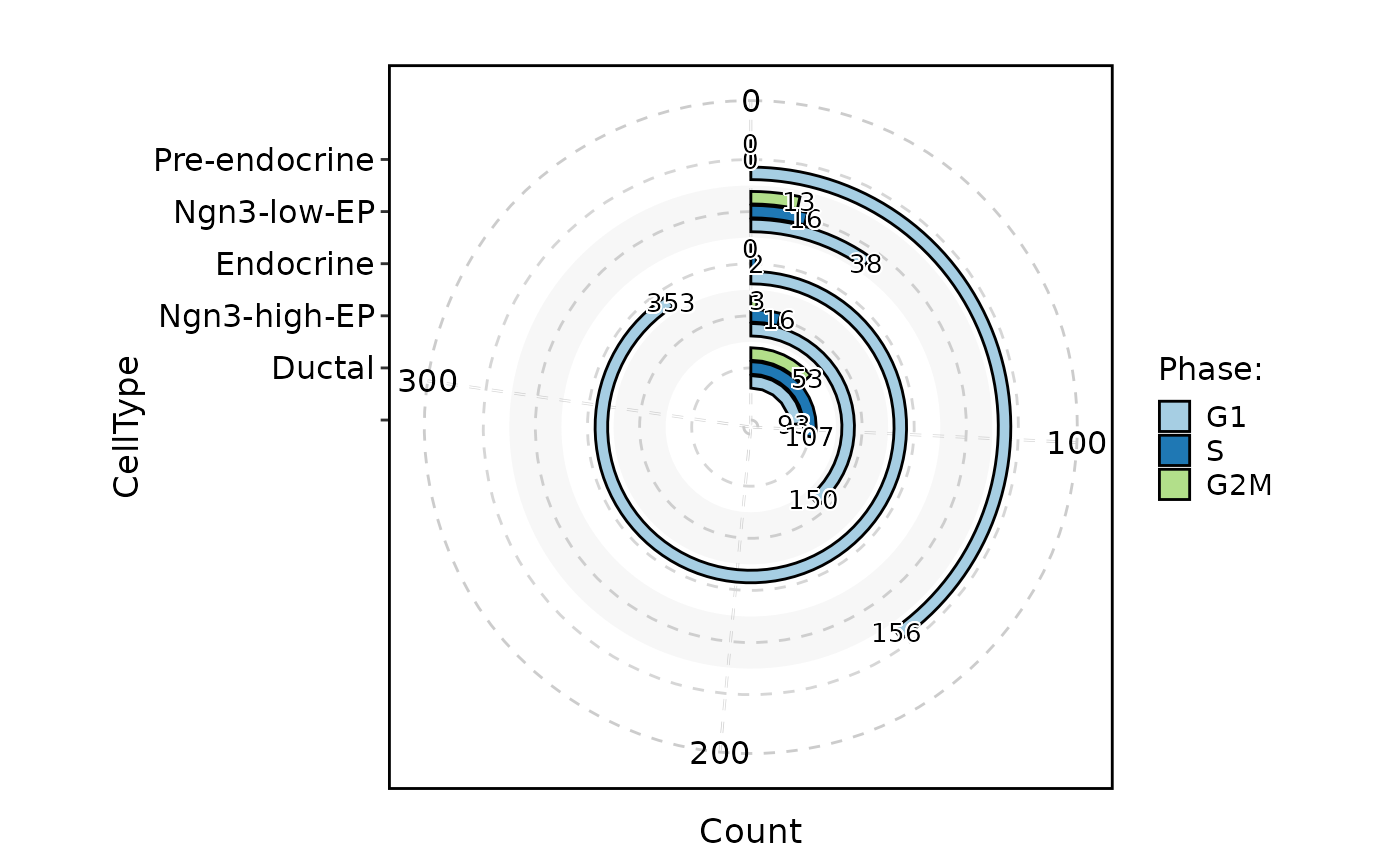 0
0
0
Pre-endocrine
13
Ngn3-low-EP
16
0
Endocrine
2
38
3
353
Ngn3-high-EP
16
Ductal
53
300
CellType
93
107
100
150
156
200
Count
Phase:
G1
S
G2M